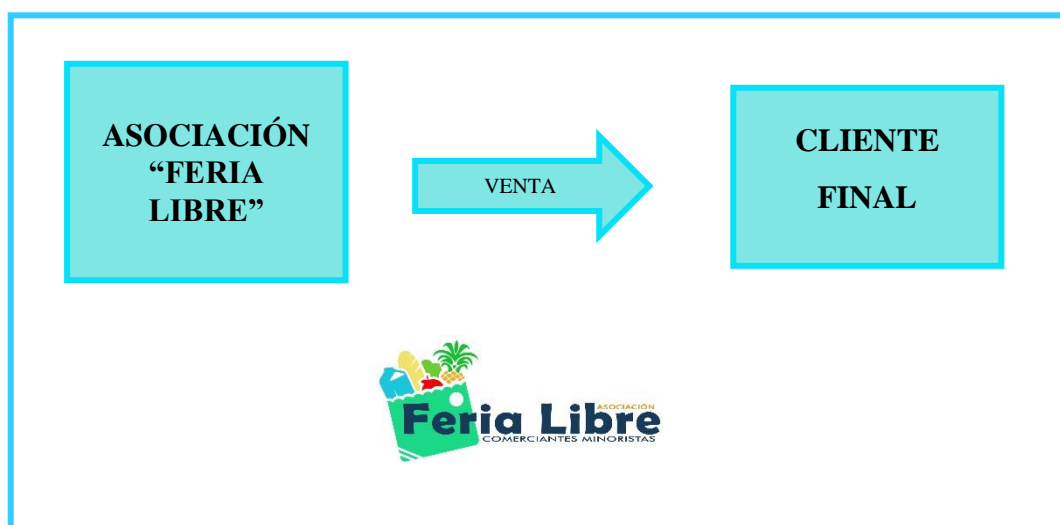 ASOCIACIÓN
“FERIA
LIBRE”
VENTA
CLIENTE
FINAL
ASOCIACIÓN
Feria Libre
COMERCIANTES MINORISTAS